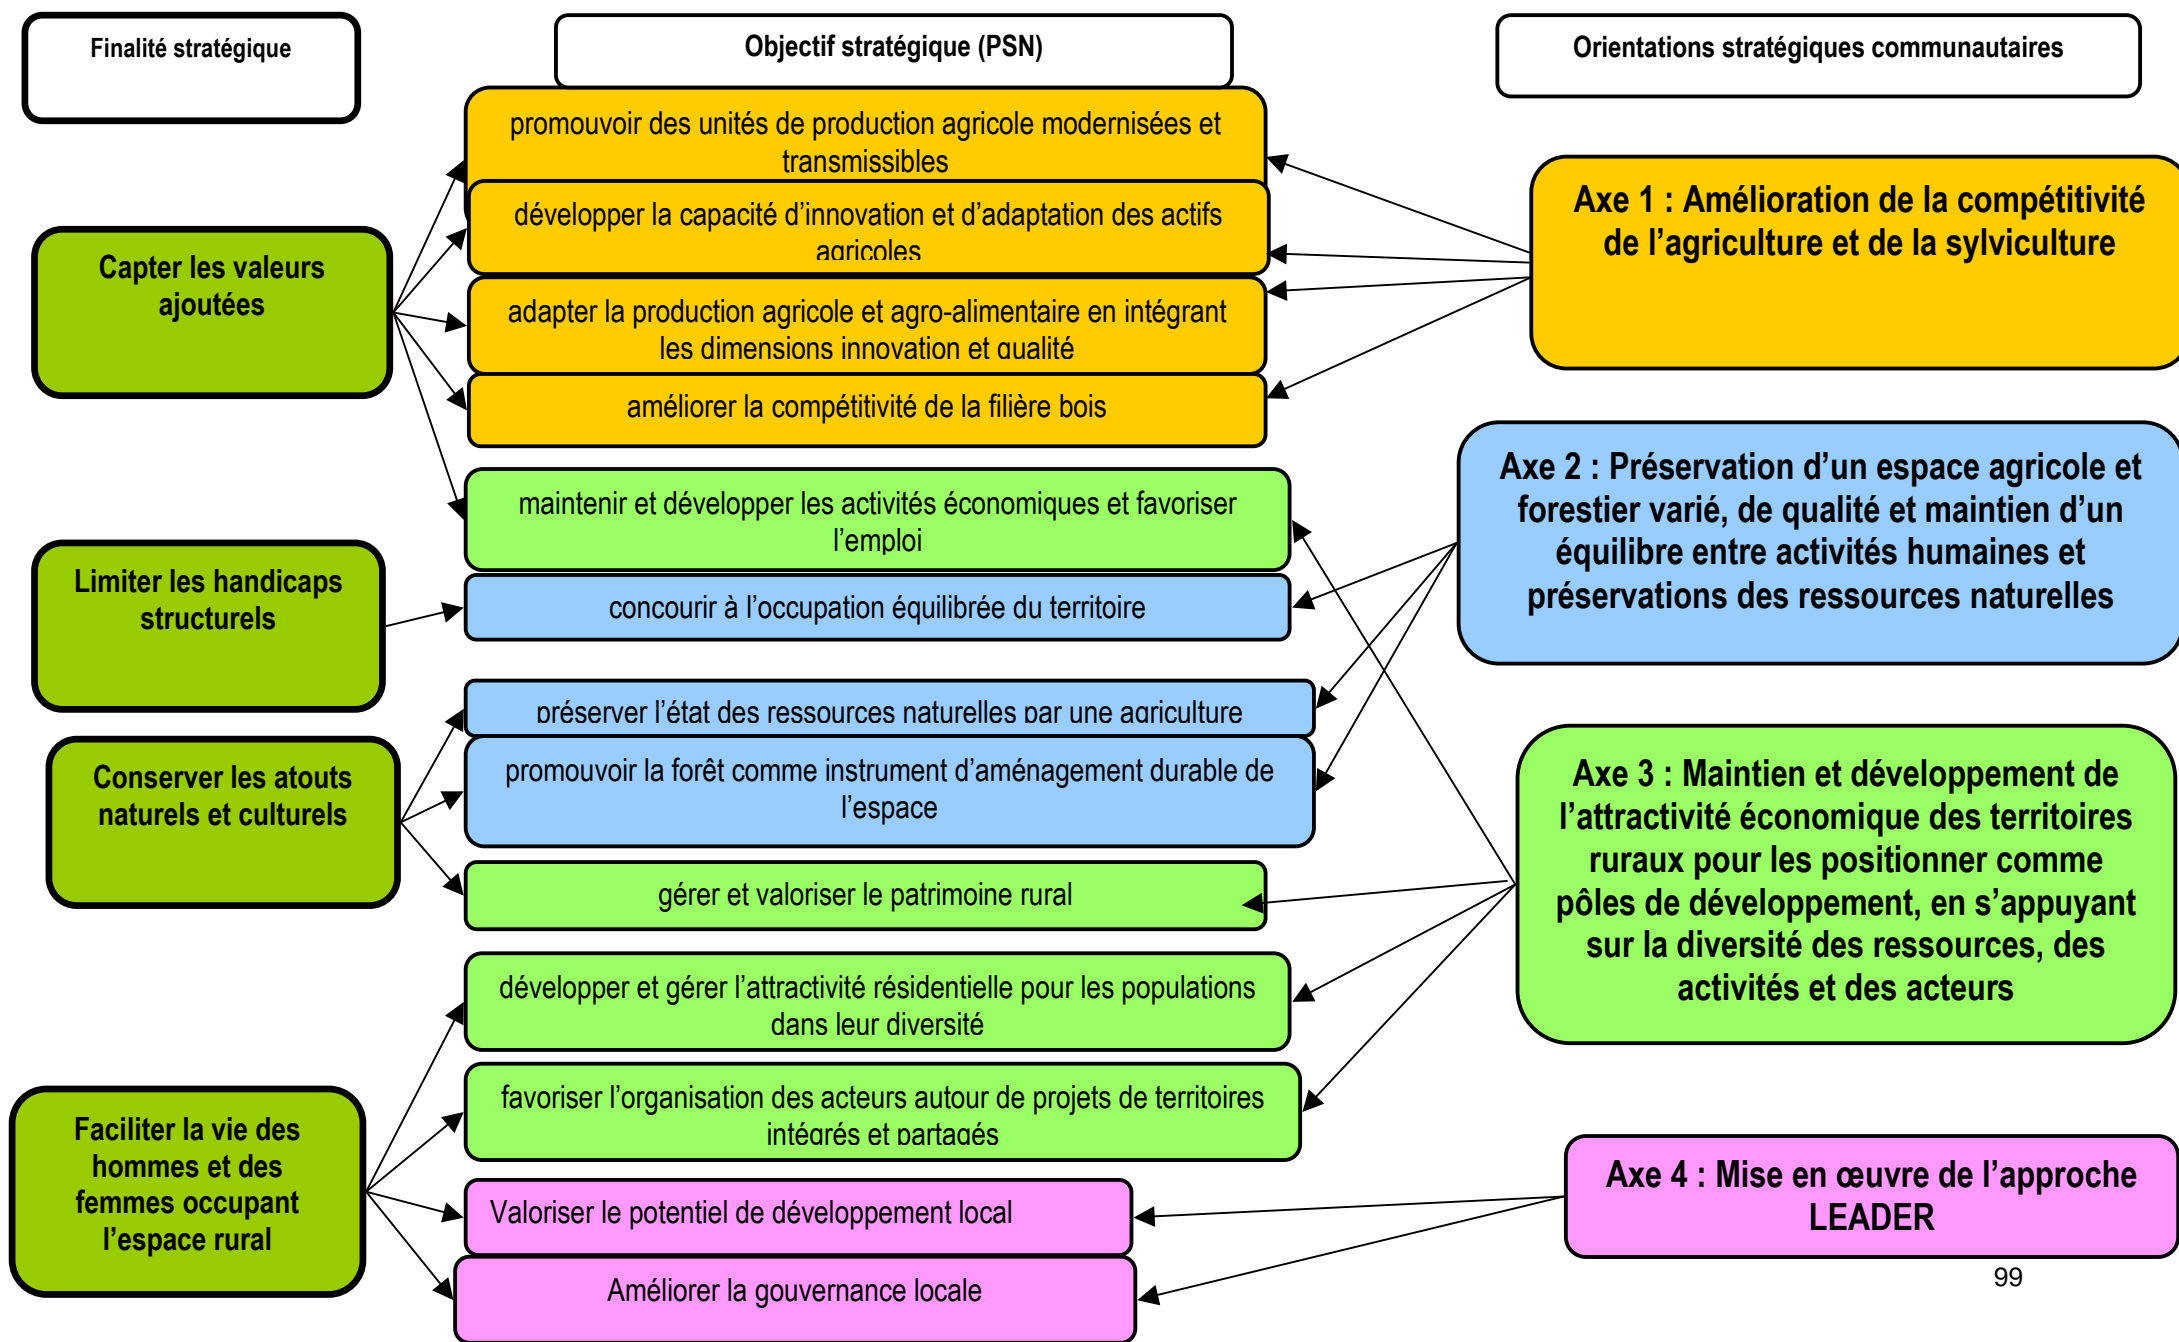 Finalité stratégique
Objectif stratégique (PSN)
Orientations stratégiques communautaires
Capter les valeurs
ajoutées
Limiter les handicaps
structurels
Conserver les atouts
naturels et culturels
Faciliter la vie des
hommes et des
femmes occupant
l’espace rural
promouvoir des unités de production agricole modernisées et
transmissibles
développer la capacité d’innovation et d’adaptation des actifs
agricoles
adapter la production agricole et agro-alimentaire en intégrant
les dimensions innovation et qualité
améliorer la compétitivité de la filière bois
maintenir et développer les activités économiques et favoriser
l’emploi
concourir à l’occupation équilibrée du territoire
préserver l’état des ressources naturelles par une agriculture
promouvoir la forêt comme instrument d’aménagement durable de
l’espace
gérer et valoriser le patrimoine rural
développer et gérer l’attractivité résidentielle pour les populations
dans leur diversité
favoriser l’organisation des acteurs autour de projets de territoires
intégrés et partagés
Valoriser le potentiel de développement local
Améliorer la gouvernance locale
Axe 1 : Amélioration de la compétitivité
de l’agriculture et de la sylviculture
Axe 2 : Préservation d’un espace agricole et
forestier varié, de qualité et maintien d’un
équilibre entre activités humaines et
préservations des ressources naturelles
Axe 3 : Maintien et développement de
l’attractivité économique des territoires
ruraux pour les positionner comme
pôles de développement, en s’appuyant
sur la diversité des ressources, des
activités et des acteurs
Axe 4 : Mise en œuvre de l’approche
LEADER
99